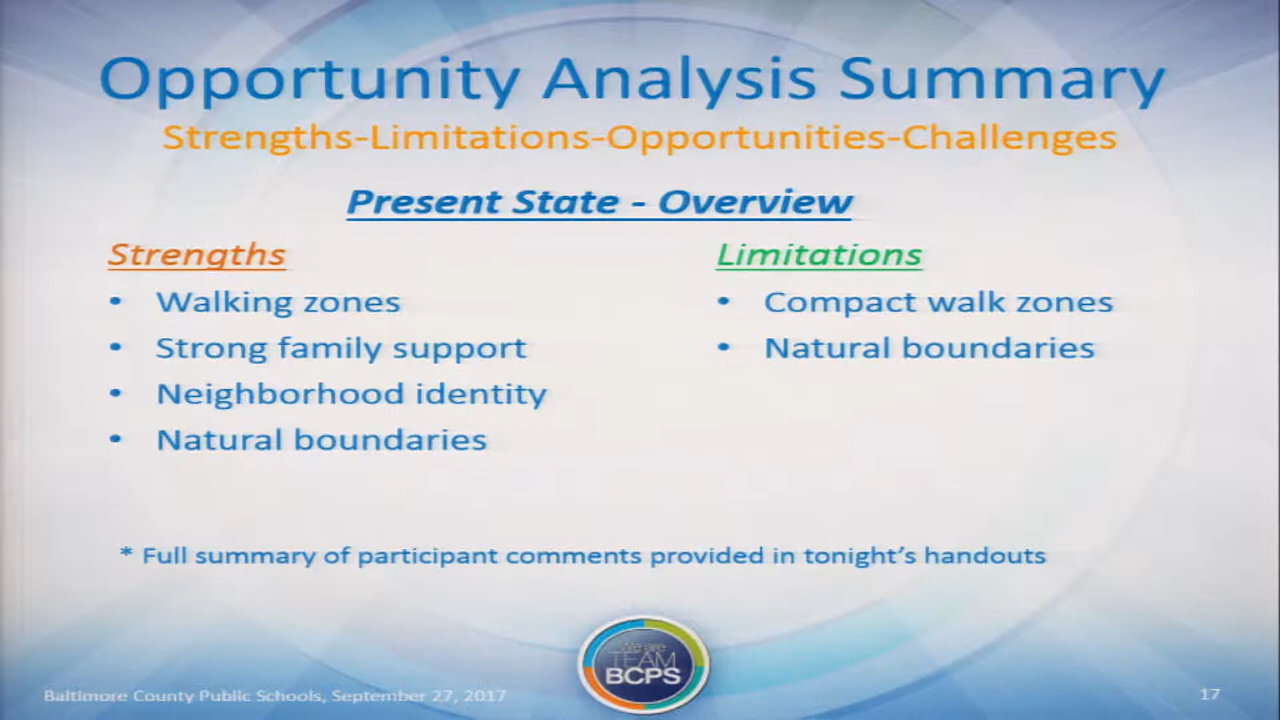 Opportunity Analysis Summary
Strengths-Limitations-Opportunities-Challenges
Present State - Overview
Strengths
• Walking zones
• Strong family support
• Neighborhood identity
• Natural boundaries
Limitations
• Compact walk zones
• Natural boundaries
* Full summary of participant comments provided in tonight’s handouts
We are
TEAM
BCPS
Baltimore County Public Schools, September 27, 2017
17